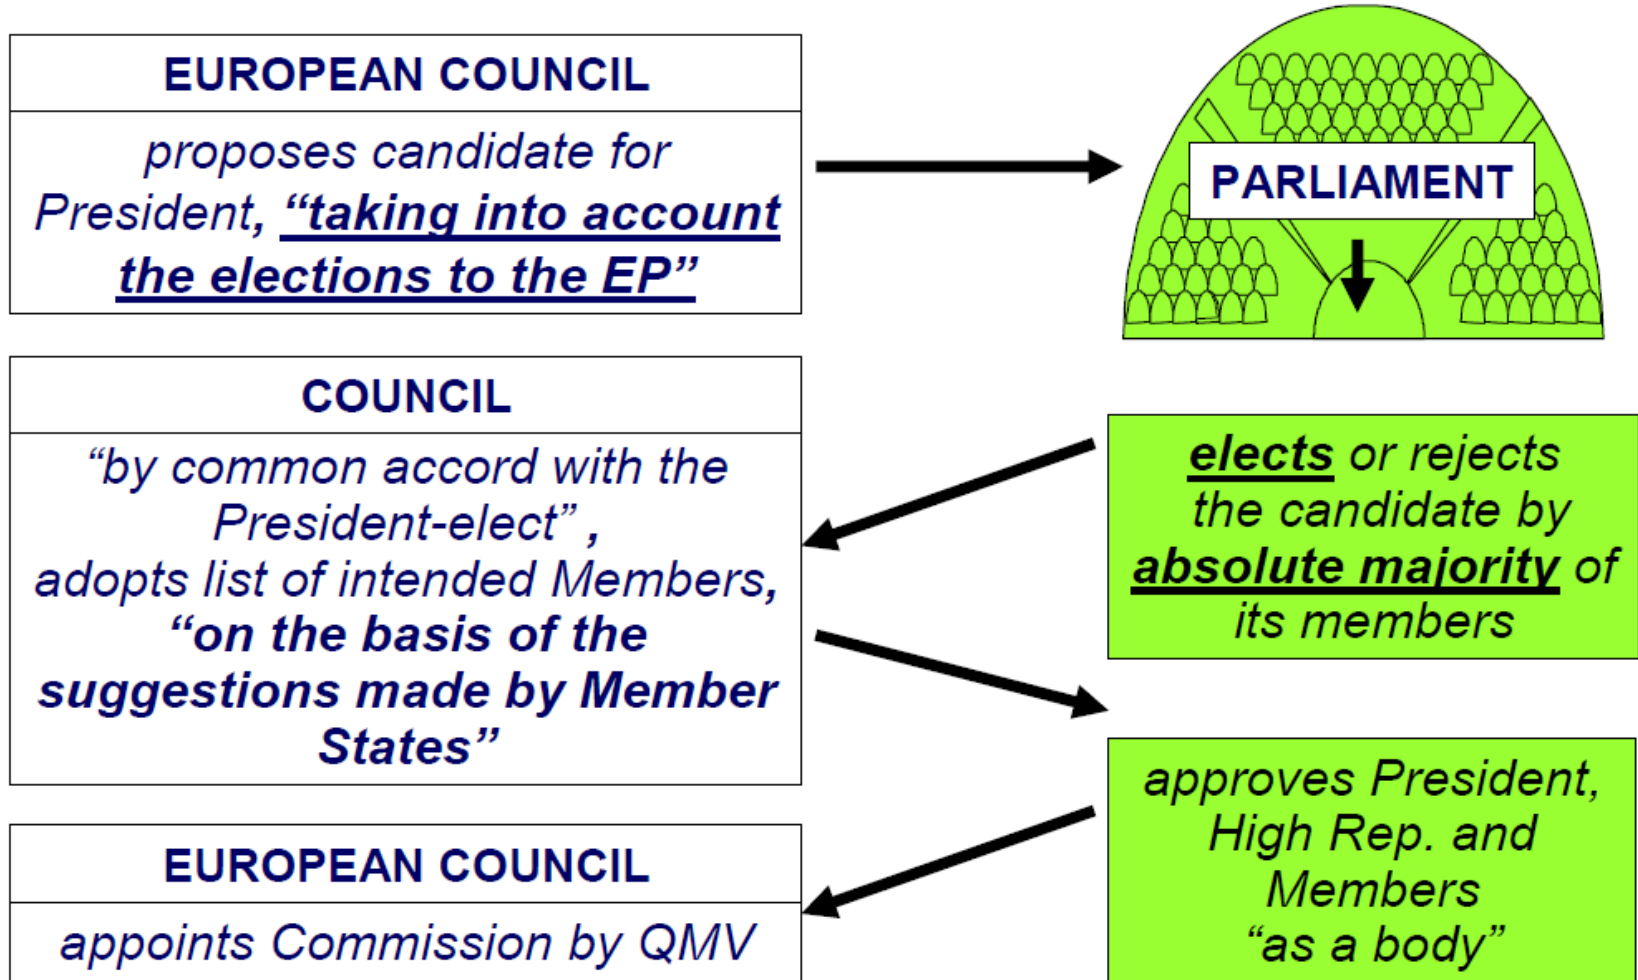 EUROPEAN COUNCIL
proposes candidate for
President, “taking into account
the elections to the EP”
PARLIAMENT
COUNCIL
“by common accord with the
President-elect” ,
adopts list of intended Members,
“on the basis of the
suggestions made by Member
States”
elects or rejects
the candidate by
absolute majority of
its members
approves President,
High Rep. and
Members
“as a body”
EUROPEAN COUNCIL
appoints Commission by QMV